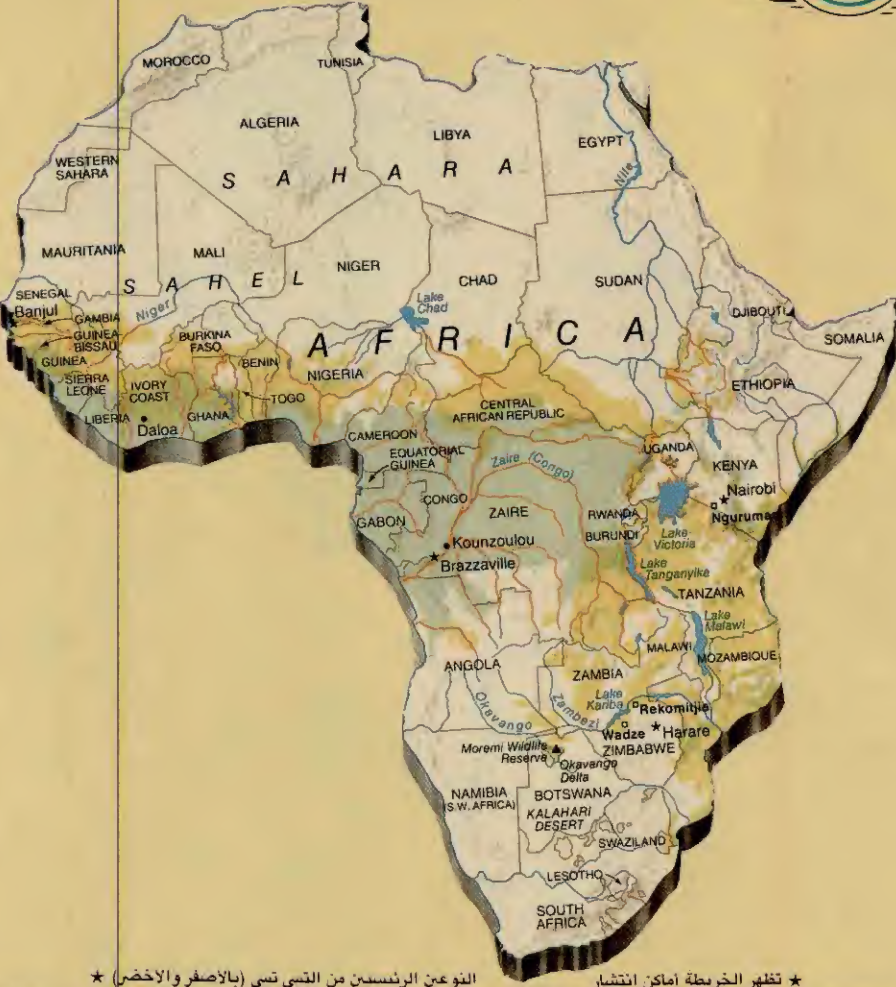 MOROCCO
TUNISIA
ALGERIA
LIBYA
EGYPT
WESTERN
SAHARA
SAHARA
Nile
MAURITANIA
MALI
NIGER
CHAD
SUDAN
SAHEL
SENEGAL
Banjul
GAMBIA
Niger
Lake
Chad
DJIBOUTI
SOMALIA
GUINEA
BISSAU
BURKINA
FASO
AFRICA
GUINEA
BENIN
NIGERIA
SIERRA
LEONE
IVORY
COAST
TOGO
ETHIOPIA
LIBERIA
GHANA
CENTRAL
AFRICAN REPUBLIC
Daloa
CAMEROON
UGANDA
EQUATORIAL
GUINEA
Zaire (Congo)
KENYA
CONGO
Nairobi
GABON
ZAIRE
RWANDA
Nguruman
BURUNDI
Lake
Victoria
Kounzoulou
Brazzaville
Lake
Tanganyika
TANZANIA
Lake
Malawi
MALAWI
MOZAMBIQUE
ANGOLA
ZAMBIA
Okavango
Zambezi
Lake
Kariba
Rekomitjie
Wadze
Harare
ZIMBABWE
Moremi Wildlife
Reserve
Okavango
Delta
NAMIBIA
(S.W. AFRICA)
BOTSWANA
KALAHARI
DESERT
SWAZILAND
LESOTHO
SOUTH
AFRICA
★ تظهر الخريطة أماكن انتشار
النوعين الرئيسيين من التسي تسي (بالأصفر والأخضر) ★